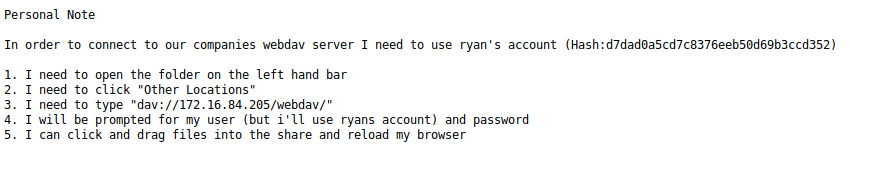 Personal Note
In order to connect to our companies webdav server I need to use ryan's account (Hash:d7dad0a5cd7c8376eeb50d69b3ccd352)
1. I need to open the folder on the left hand bar
2. I need to click "Other Locations"
3. I need to type "dav://172.16.84.205/webdav/"
4. I will be prompted for my user (but i'll use ryans account) and password
5. I can click and drag files into the share and reload my browser